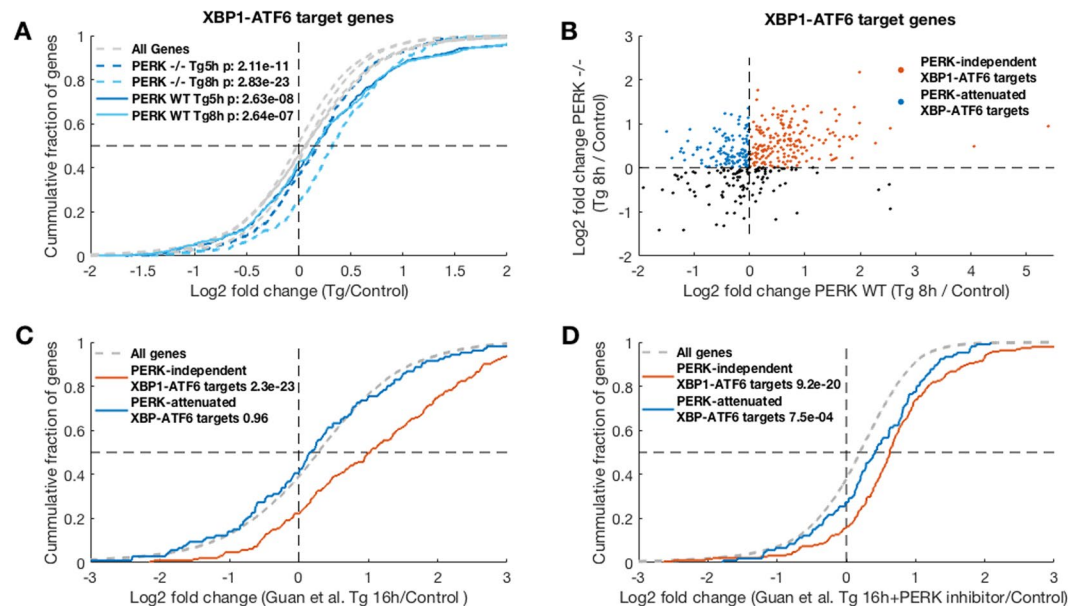 A
XBP1-ATF6 target genes
Cummulative fraction of genes
1
0.8
0.6
0.4
0.2
0
All Genes
PERK -/- Tg5h p: 2.11e-11
PERK -/- Tg8h p: 2.83e-23
PERK WT Tg5h p: 2.63e-08
PERK WT Tg8h p: 2.64e-07
-2 -1.5 -1 -0.5 0 0.5 1 1.5 2
Log2 fold change (Tg/Control)
B
XBP1-ATF6 target genes
Log2 fold change PERK -/-
(Tg 8h / Control)
3
2
1
0
-1
-2
PERK-independent
XBP1-ATF6 targets
PERK-attenuated
XBP-ATF6 targets
-2 -1 0 1 2 3 4 5
Log2 fold change PERK WT (Tg 8h / Control)
C
Cummulative fraction of genes
1
0.8
0.6
0.4
0.2
0
All genes
PERK-independent
XBP1-ATF6 targets 2.3e-23
PERK-attenuated
XBP-ATF6 targets 0.96
-3 -2 -1 0 1 2 3
Log2 fold change (Guan et al. Tg 16h/Control )
D
Cummulative fraction of genes
1
0.8
0.6
0.4
0.2
0
All genes
PERK-independent
XBP1-ATF6 targets 9.2e-20
PERK-attenuated
XBP-ATF6 targets 7.5e-04
-3 -2 -1 0 1 2 3
Log2 fold change (Guan et al. Tg 16h+PERK inhibitor/Control)